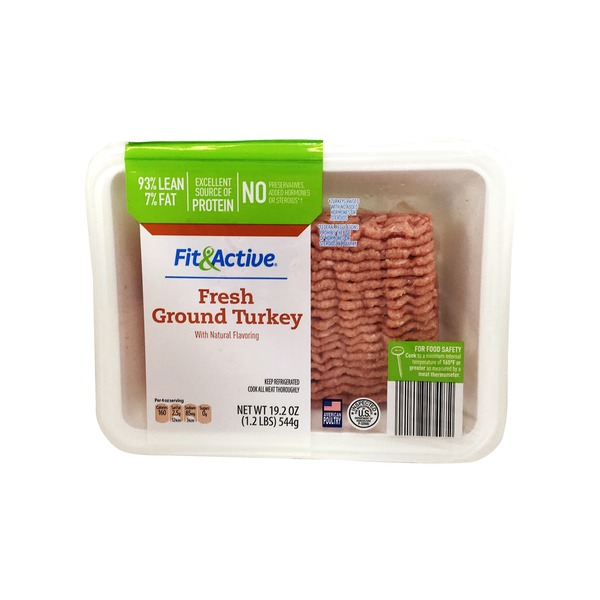 93% LEAN
7% FAT
EXCELLENT
SOURCE OF
PROTEIN
NO
PRESERVATIVES,
ADDED HORMONES
OR STEROIDS*†
Fit&Active®
Fresh
Ground Turkey
With Natural Flavoring
KEEP REFRIGERATED
COOK ALL MEAT THOROUGHLY
Per 4 oz serving
Calories
160
Sat Fat
2.5g
12%DV
Sodium
85mg
3%DV
Sugars
0g
NET WT 19.2 OZ
(1.2 LBS) 544g
AMERICAN
POULTRY
INSPECTED
U.S.
FOR FOOD SAFETY
Cook to a minimum internal
temperature of 165°F or
greater as measured by a
meat thermometer.